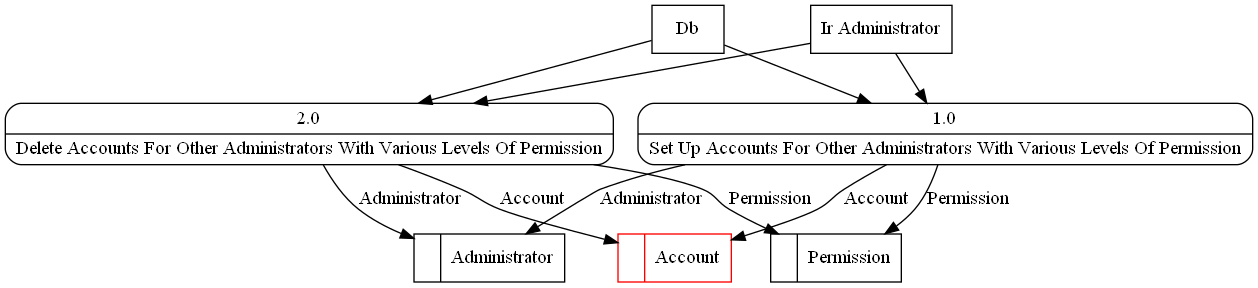 Db
Ir Administrator
2.0
Delete Accounts For Other Administrators With Various Levels Of Permission
1.0
Set Up Accounts For Other Administrators With Various Levels Of Permission
Administrator
Account
Administrator
Permission
Account
Permission
Administrator
Account
Permission